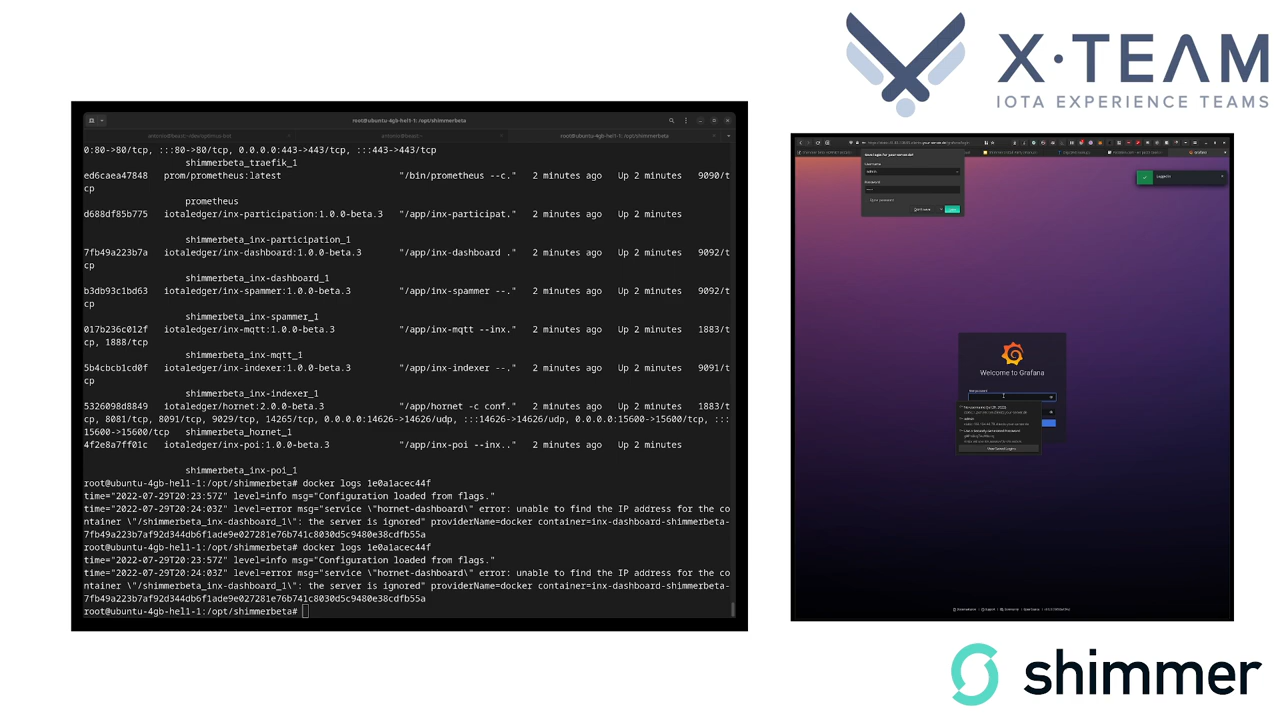 X·TEAM
IOTA EXPERIENCE TEAMS
root@ubuntu-4gb-hel1-1: /opt/shimmerbeta
root@ubuntu-4gb-hel1-1: /opt/shimmerbeta
0:80->80/tcp, :::80->80/tcp, 0.0.0.0:443->443/tcp, :::443->443/tcp
shimmerbeta_traefik_1
ed6caea47848 prom/prometheus:latest "/bin/prometheus --c." 2 minutes ago Up 2 minutes 9090/t
cp
prometheus
d688df85b775 iotaledger/inx-participation:1.0.0-beta.3 "/app/inx-participat." 2 minutes ago Up 2 minutes
shimmerbeta_inx-participation_1
7fb49a223b7a iotaledger/inx-dashboard:1.0.0-beta.3 "/app/inx-dashboard ." 2 minutes ago Up 2 minutes 9092/t
cp
shimmerbeta_inx-dashboard_1
b3db93c1bd63 iotaledger/inx-spammer:1.0.0-beta.3 "/app/inx-spammer --." 2 minutes ago Up 2 minutes 9092/t
cp
shimmerbeta_inx-spammer_1
017b236c012f iotaledger/inx-mqtt:1.0.0-beta.3 "/app/inx-mqtt --inx." 2 minutes ago Up 2 minutes 1883/t
cp, 1888/tcp
shimmerbeta_inx-mqtt_1
5b4cbcb1cd0f iotaledger/inx-indexer:1.0.0-beta.3 "/app/inx-indexer --." 2 minutes ago Up 2 minutes 9091/t
cp
shimmerbeta_inx-indexer_1
5326098d8849 iotaledger/hornet:2.0.0-beta.3 "/app/hornet -c conf." 2 minutes ago Up 2 minutes 1883/t
cp, 8081/tcp, 8091/tcp, 9029/tcp, 14265/tcp, 0.0.0.0:14626->14626/udp, :::14626->14626/udp, 0.0.0.0:15600->15600/tcp, :::
15600->15600/tcp shimmerbeta_hornet_1
4f2e8a7ff01c iotaledger/inx-poi:1.0.0-beta.3 "/app/inx-poi --inx.." 2 minutes ago Up 2 minutes
shimmerbeta_inx-poi_1
root@ubuntu-4gb-hel1-1:/opt/shimmerbeta# docker logs 1e0a1acec44f
time="2022-07-29T20:23:57Z" level=info msg="Configuration loaded from flags."
time="2022-07-29T20:24:03Z" level=error msg="service \"hornet-dashboard\" error: unable to find the IP address for the co
ntainer \"/shimmerbeta_inx-dashboard_1\": the server is ignored" providerName=docker container=inx-dashboard-shimmerbeta-
7fb49a223b7af92d344db6f1ade9e027281e76b741c8030d5c9480e38cdfb55a
root@ubuntu-4gb-hel1-1:/opt/shimmerbeta# docker logs 1e0a1acec44f
time="2022-07-29T20:23:57Z" level=info msg="Configuration loaded from flags."
time="2022-07-29T20:24:03Z" level=error msg="service \"hornet-dashboard\" error: unable to find the IP address for the co
ntainer \"/shimmerbeta_inx-dashboard_1\": the server is ignored" providerName=docker container=inx-dashboard-shimmerbeta-
7fb49a223b7af92d344db6f1ade9e027281e76b741c8030d5c9480e38cdfb55a
root@ubuntu-4gb-hel1-1:/opt/shimmerbeta#
Username
admin
Password
Logged in
Welcome to Grafana
New password
shimmer